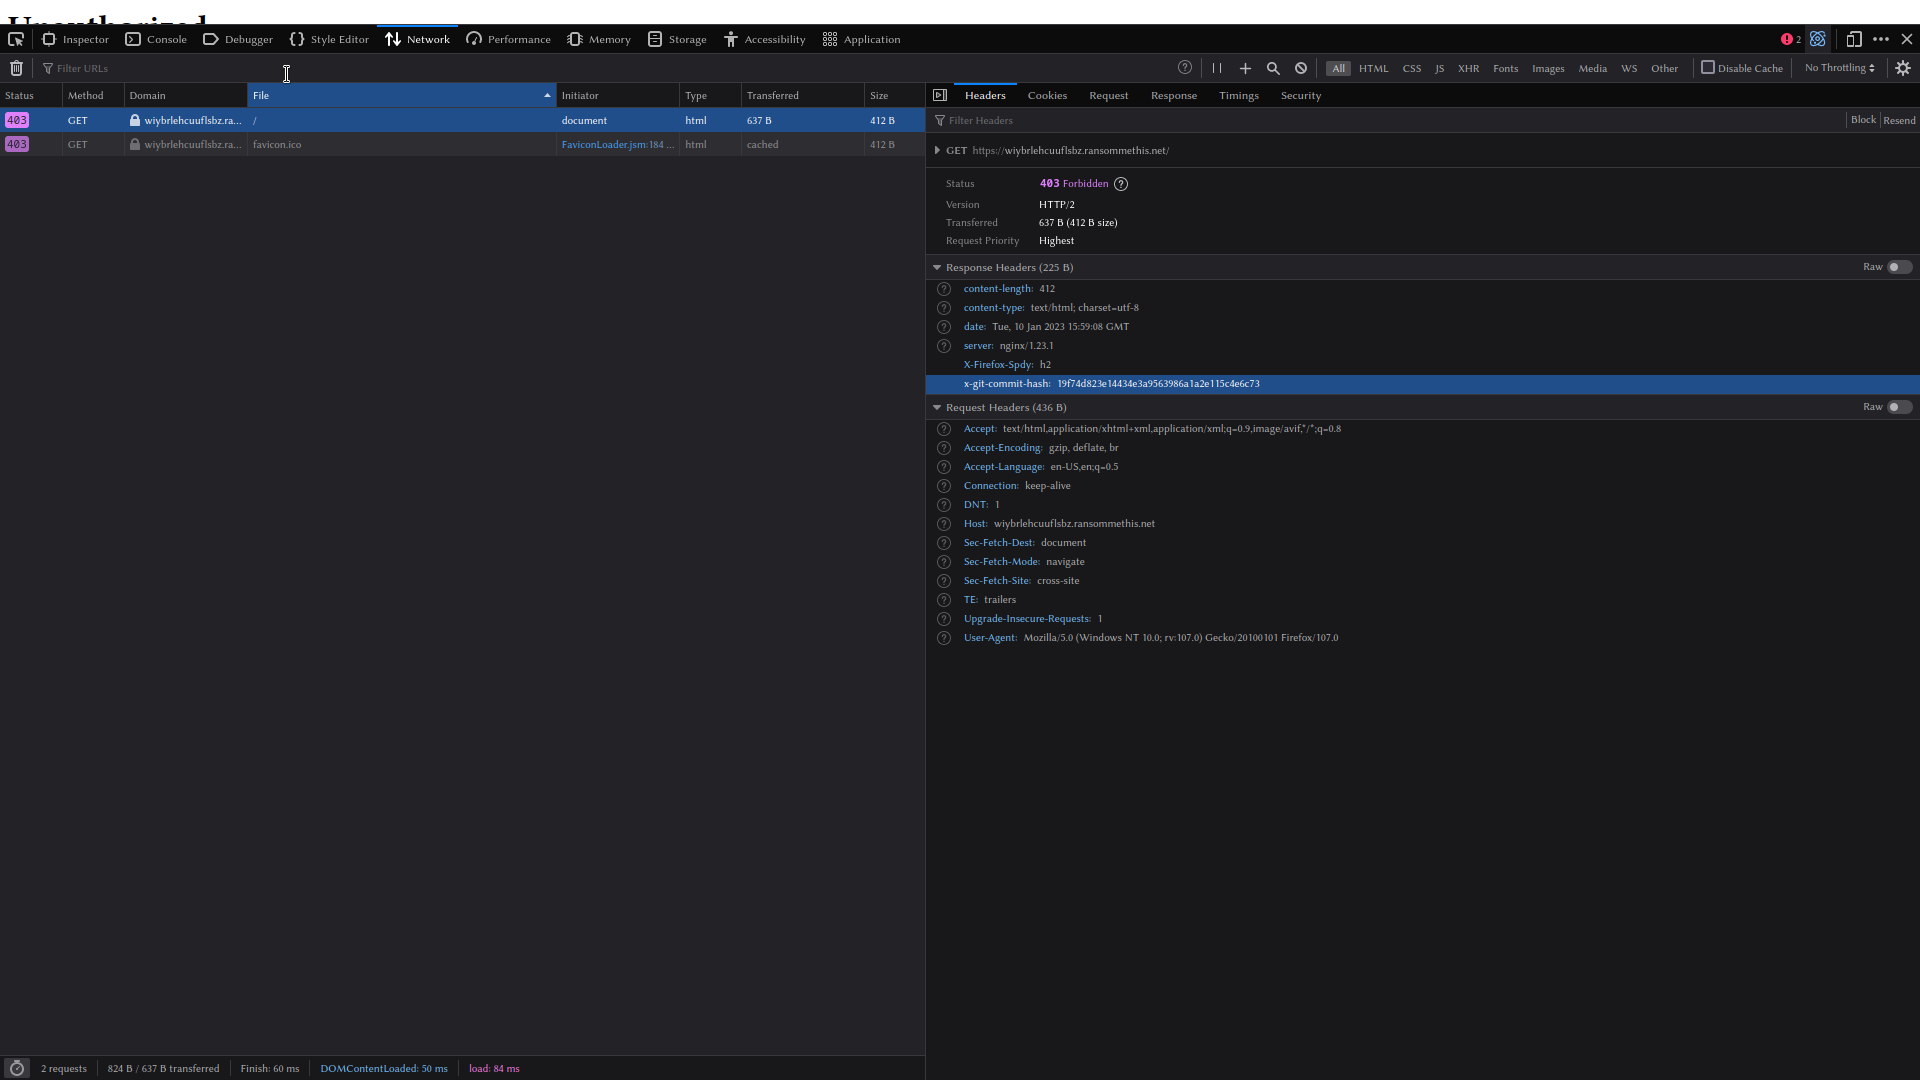 Unauthorized
Inspector Console Debugger Style Editor Network Performance Memory Storage Accessibility Application 2
Filter URLs All HTML CSS JS XHR Fonts Images Media WS Other Disable Cache No Throttling
Status Method Domain File Initiator Type Transferred Size
403 GET wiybrlehcuuflsbz.ra... / document html 637 B 412 B
403 GET wiybrlehcuuflsbz.ra... favicon.ico FaviconLoader.jsm:184 ... html cached 412 B
Headers Cookies Request Response Timings Security
Filter Headers Block Resend
GET https://wiybrlehcuuflsbz.ransommethis.net/
Status 403 Forbidden
Version HTTP/2
Transferred 637 B (412 B size)
Request Priority Highest
Response Headers (225 B) Raw
content-length: 412
content-type: text/html; charset=utf-8
date: Tue, 10 Jan 2023 15:59:08 GMT
server: nginx/1.23.1
X-Firefox-Spdy: h2
x-git-commit-hash: 19f74d823e14434e3a9563986a1a2e115c4e6c73
Request Headers (436 B) Raw
Accept: text/html,application/xhtml+xml,application/xml;q=0.9,image/avif,*/*;q=0.8
Accept-Encoding: gzip, deflate, br
Accept-Language: en-US,en;q=0.5
Connection: keep-alive
DNT: 1
Host: wiybrlehcuuflsbz.ransommethis.net
Sec-Fetch-Dest: document
Sec-Fetch-Mode: navigate
Sec-Fetch-Site: cross-site
TE: trailers
Upgrade-Insecure-Requests: 1
User-Agent: Mozilla/5.0 (Windows NT 10.0; rv:107.0) Gecko/20100101 Firefox/107.0
2 requests 824 B / 637 B transferred Finish: 60 ms DOMContentLoaded: 50 ms load: 84 ms